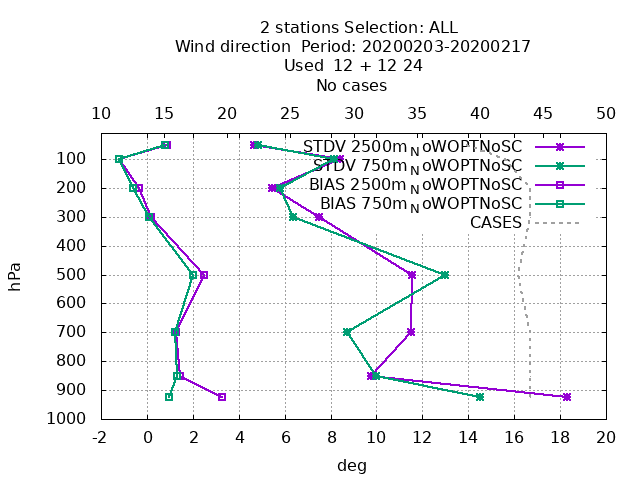 2 stations Selection: ALL
Wind direction  Period: 20200203-20200217
Used  12 + 12 24
No cases
10 15 20 25 30 35 40 45 50
STDV 2500m_NoWOPTNoSC
STDV 750m_NoWOPTNoSC
BIAS 2500m_NoWOPTNoSC
BIAS 750m_NoWOPTNoSC
CASES
100
200
300
400
500
600
700
800
900
1000
hPa
-2 0 2 4 6 8 10 12 14 16 18 20
deg